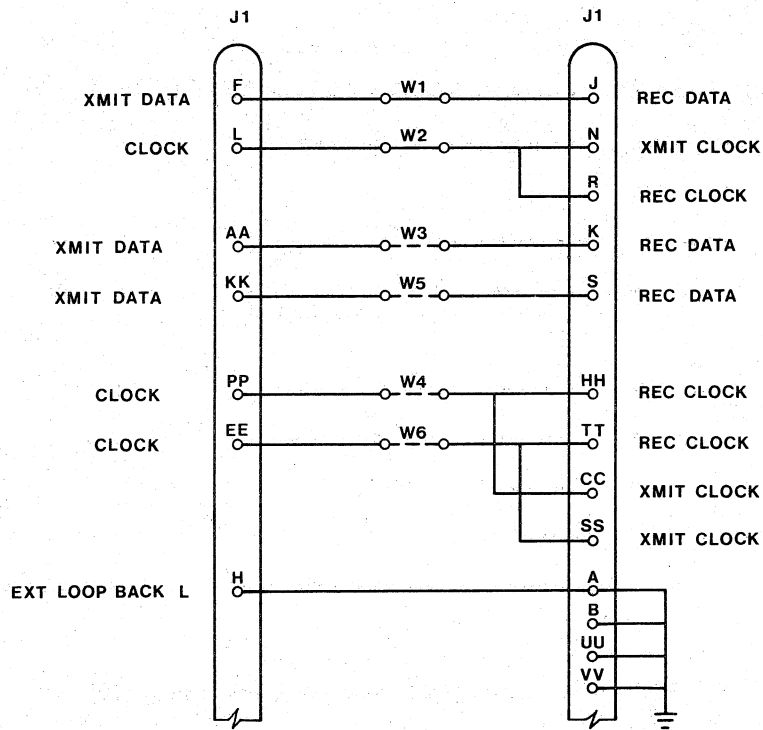 J1 J1
XMIT DATA F W1 J REC DATA
CLOCK L W2 N XMIT CLOCK
R REC CLOCK
XMIT DATA AA W3 K REC DATA
XMIT DATA KK W5 S REC DATA
CLOCK PP W4 HH REC CLOCK
CLOCK EE W6 TT REC CLOCK
CC XMIT CLOCK
SS XMIT CLOCK
EXT LOOP BACK L H A
B
UU
VV